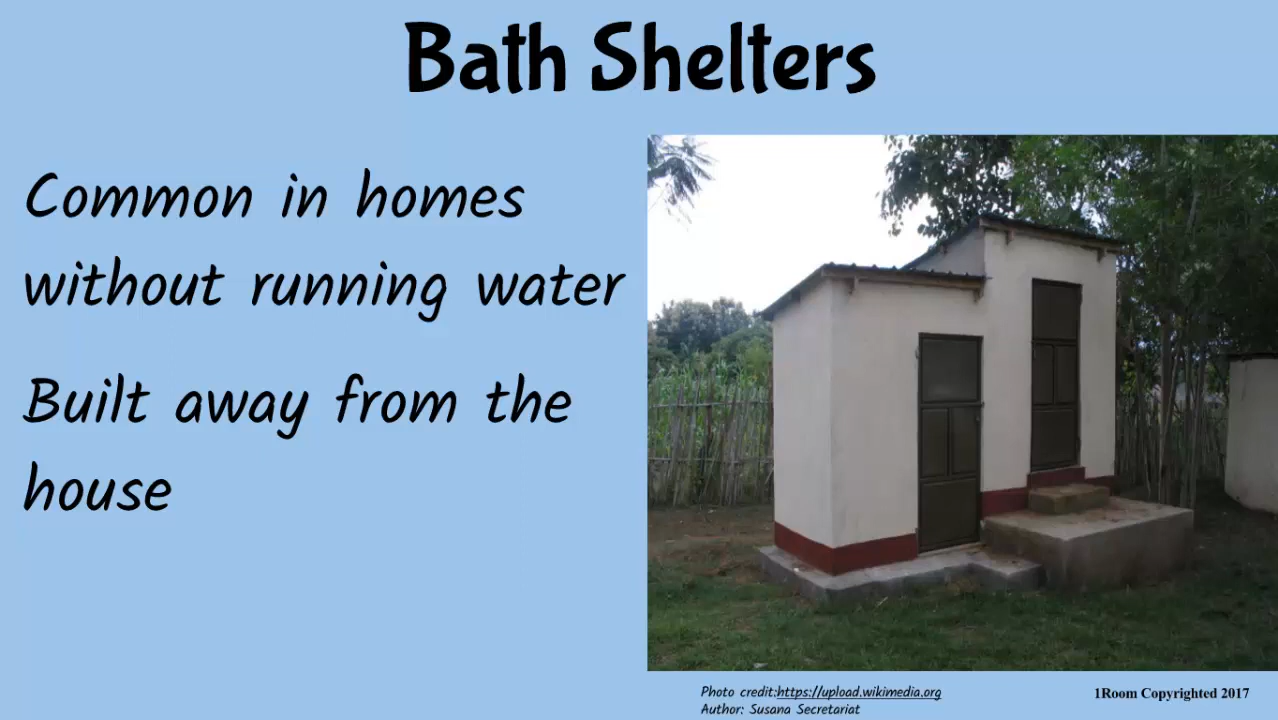 Bath Shelters
Common in homes
without running water
Built away from the
house
Photo credit:https://upload.wikimedia.org
Author: Susana Secretariat
1Room Copyrighted 2017